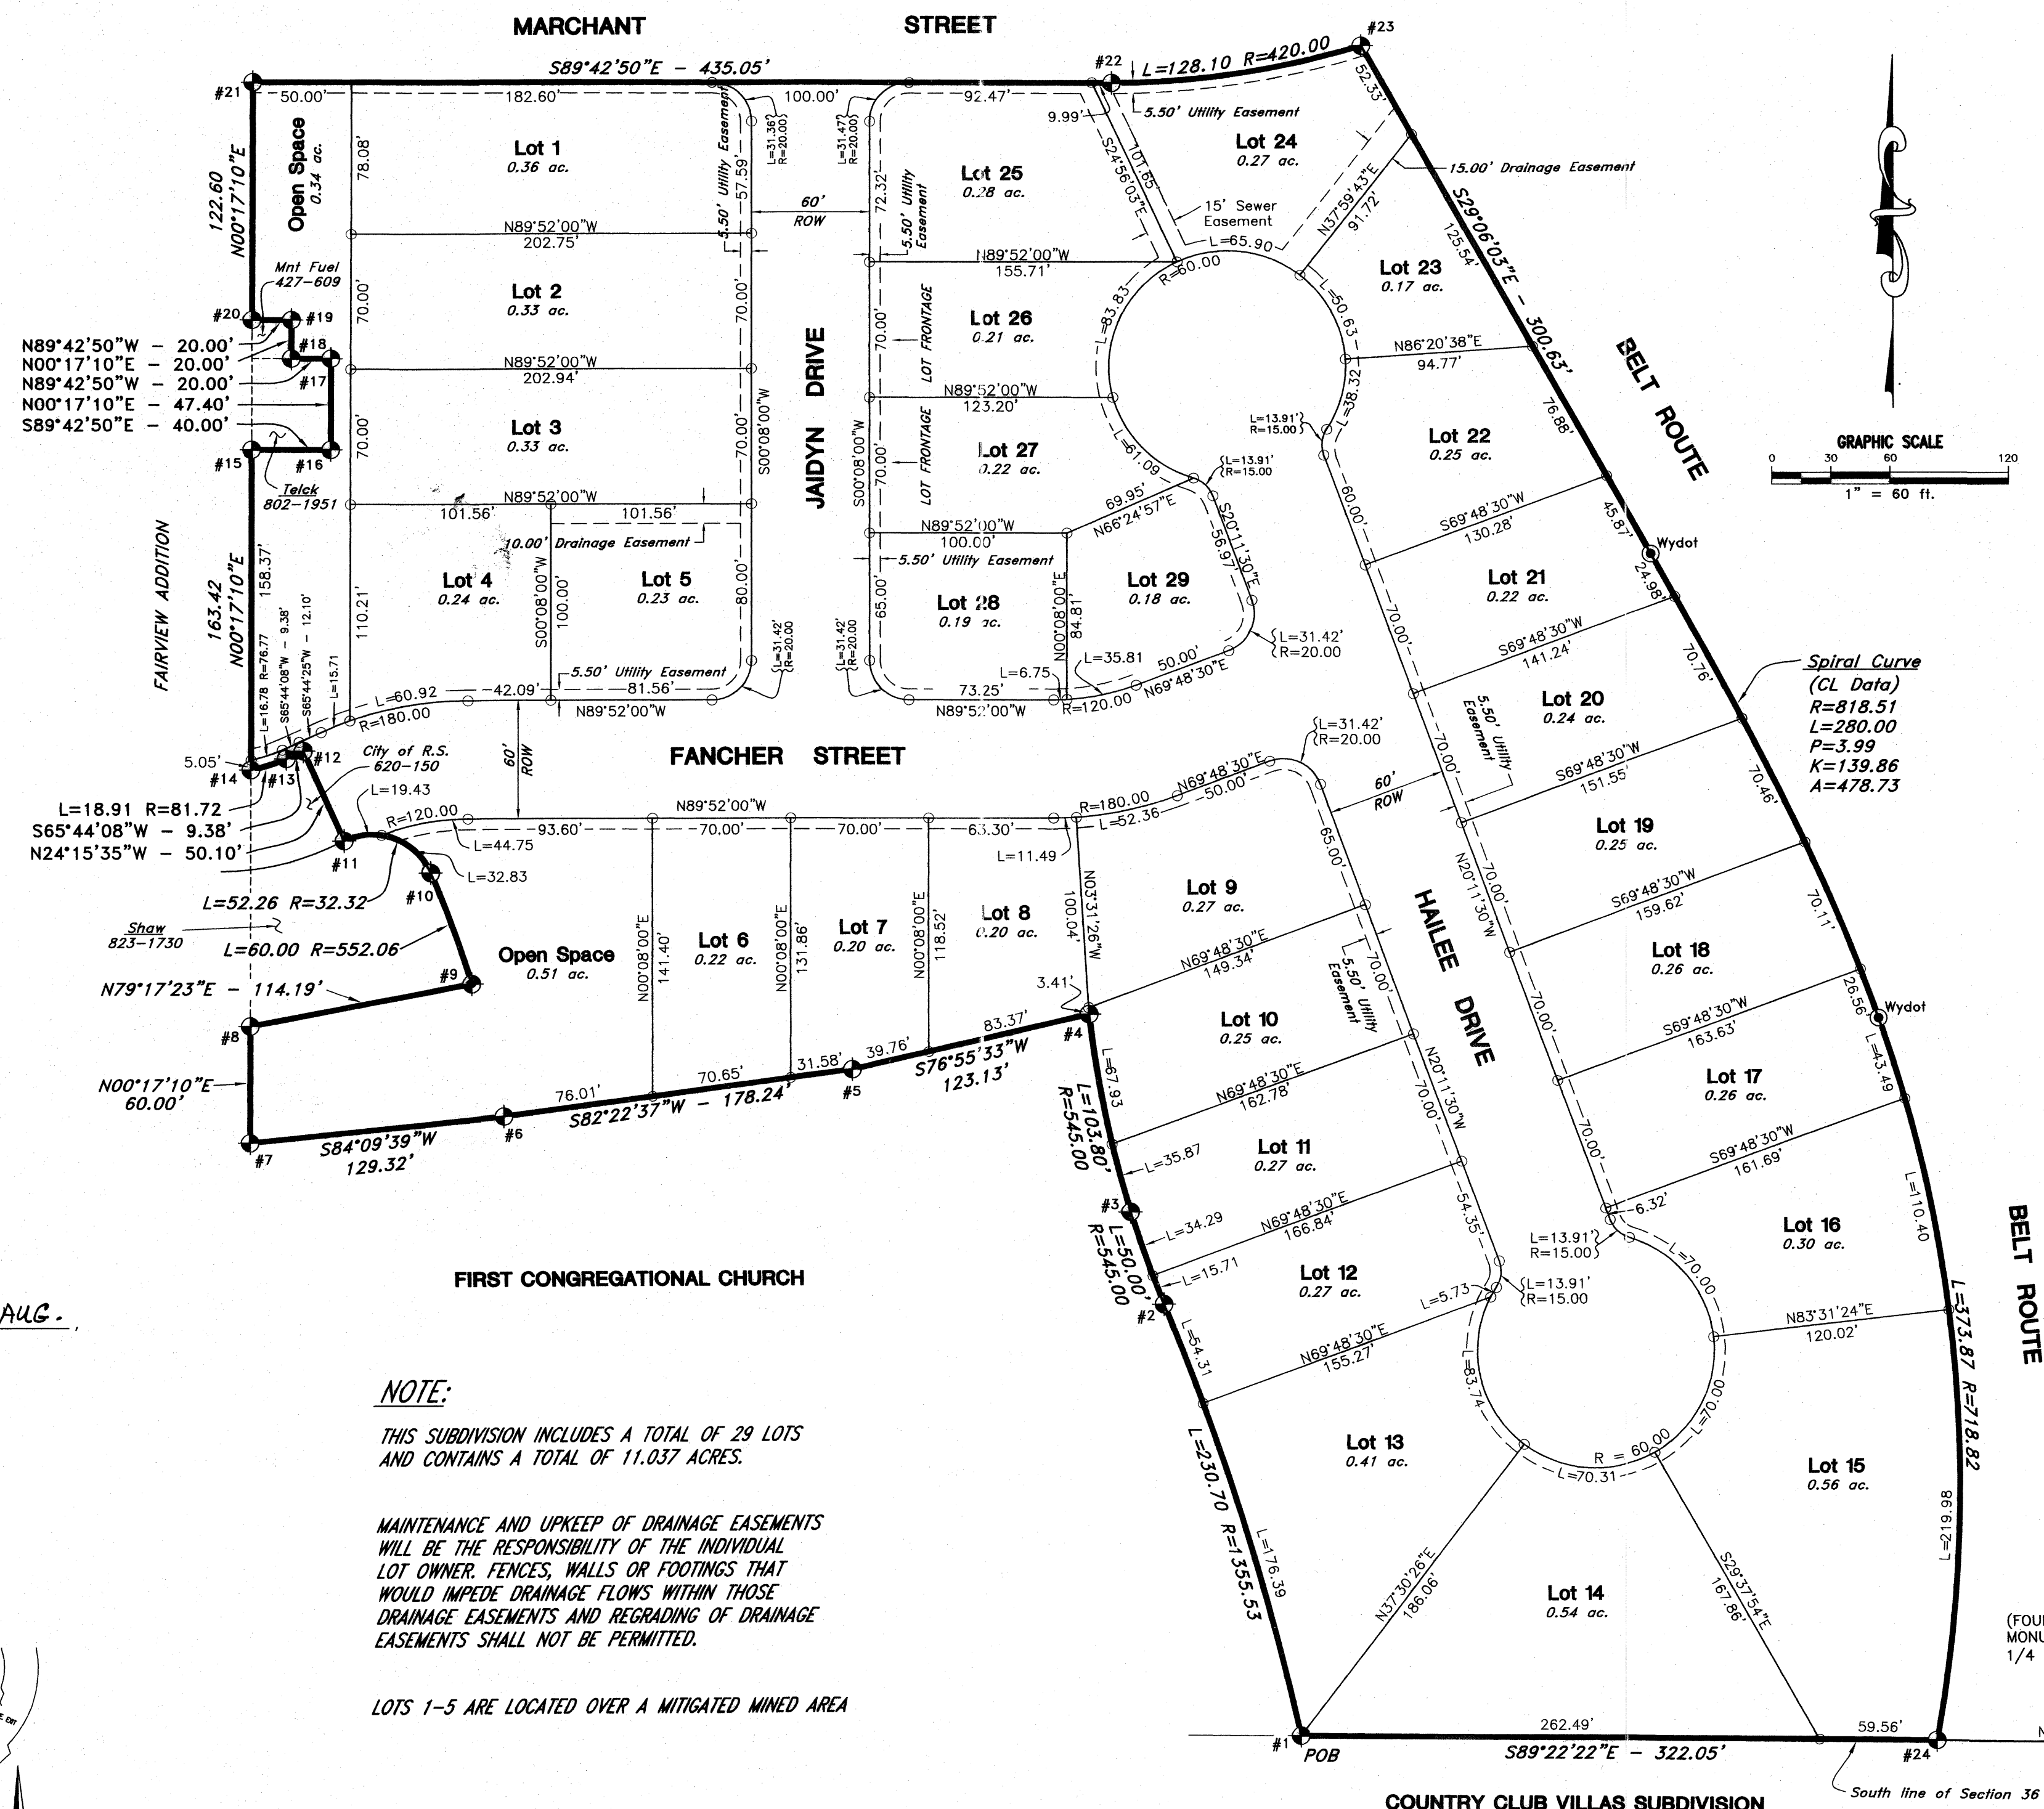 MARCHANT STREET
S89°42'50"E - 435.05'
#21
#22
#23
L=128.10 R=420.00
50.00'
182.60'
100.00'
92.47'
9.99'
52.33'
5.50' Utility Easement
122.60
N00°17'10"E
Open Space
0.34 ac.
78.08'
Lot 1
0.36 ac.
5.50' Utility Easement
57.59'
L=31.36'
R=20.00
L=31.47'
R=20.00
60'
ROW
72.32'
5.50' Utility
Easement
Lot 25
0.28 ac.
101.65'
S24°56'03"E
15' Sewer
Easement
Lot 24
0.27 ac.
15.00' Drainage Easement
N37°59'43"E
91.72'
S29°06'03"E - 300.63'
125.54'
N89°52'00"W
202.75'
Mnt Fuel
427-609
#20
#19
#18
#17
N89°42'50"W - 20.00'
N00°17'10"E - 20.00'
N89°42'50"W - 20.00'
N00°17'10"E - 47.40'
S89°42'50"E - 40.00'
#15
#16
Telck
802-1951
70.00'
Lot 2
0.33 ac.
70.00'
N89°52'00"W
202.94'
70.00'
Lot 3
0.33 ac.
70.00'
S00°08'00"W
JAIDYN DRIVE
S00°08'00"W
N89°52'00"W
155.71'
R=60.00
L=65.90
L=83.83
L=50.63
Lot 23
0.17 ac.
70.00'
LOT FRONTAGE
Lot 26
0.21 ac.
N89°52'00"W
123.20'
N86°20'38"E
94.77'
BELT ROUTE
L=38.32
L=13.91'
R=15.00
76.88'
Lot 22
0.25 ac.
70.00'
LOT FRONTAGE
Lot 27
0.22 ac.
L=61.09
L=13.91'
R=15.00
69.95'
N66°24'57"E
60.00'
S69°48'30"W
130.28'
45.87'
Wydot
GRAPHIC SCALE
0 30 60 120
1" = 60 ft.
N89°52'00"W
101.56'
101.56'
10.00' Drainage Easement
N89°52'00"W
100.00'
5.50' Utility Easement
S20°11'30"E
56.97'
FAIRVIEW ADDITION
163.42
N00°17'10"E
158.37'
110.21'
Lot 4
0.24 ac.
S00°08'00"W
100.00'
Lot 5
0.23 ac.
80.00'
65.00'
Lot 28
0.19 ac.
N00°08'00"E
84.81'
Lot 29
0.18 ac.
70.00'
Lot 21
0.22 ac.
24.98'
S69°48'30"W
141.24'
L=16.78 R=76.77
S65°44'08"W - 9.38'
S65°44'25"W - 12.10'
L=15.71
L=60.92
R=180.00
42.09'
5.50' Utility Easement
81.56'
N89°52'00"W
L=31.42'
R=20.00
L=31.42'
R=20.00
73.25'
N89°52'00"W
L=6.75
L=35.81
R=120.00
50.00'
N69°48'30"E
L=31.42'
R=20.00
Lot 20
0.24 ac.
70.76'
Spiral Curve
(CL Data)
R=818.51
L=280.00
P=3.99
K=139.86
A=478.73
5.50' Utility
Easement
5.05'
#14
#13
#12
City of R.S.
620-150
60'
ROW
FANCHER STREET
L=31.42'
R=20.00
70.00'
S69°48'30"W
151.55'
70.46'
L=18.91 R=81.72
S65°44'08"W - 9.38'
N24°15'35"W - 50.10'
L=19.43
#11
R=120.00
L=44.75
#10
L=32.83
L=52.26 R=32.32
N89°52'00"W
93.60'
70.00'
70.00'
63.30'
L=11.49
R=180.00
L=52.36
N69°48'30"E
50.00'
60'
ROW
Lot 19
0.25 ac.
S69°48'30"W
159.62'
Shaw
823-1730
L=60.00 R=552.06
N79°17'23"E - 114.19'
#9
#8
Open Space
0.51 ac.
N00°08'00"E
141.40'
Lot 6
0.22 ac.
N00°08'00"E
131.86'
Lot 7
0.20 ac.
N00°08'00"E
118.52'
Lot 8
0.20 ac.
N03°31'26"W
100.04'
3.41'
#4
Lot 9
0.27 ac.
65.00'
N69°48'30"E
149.34'
5.50' Utility
Easement
70.00'
HAILEE DRIVE
N20°11'30"W
70.00'
Lot 18
0.26 ac.
70.11'
S69°48'30"W
163.63'
26.56'
Wydot
N00°17'10"E
60.00'
#7
S84°09'39"W
129.32'
#6
76.01'
70.65'
31.58'
S82°22'37"W - 178.24'
#5
39.76'
83.37'
S76°55'33"W
123.13'
Lot 10
0.25 ac.
L=67.93
L=103.80'
R=545.00
N69°48'30"E
162.78'
N20°11'30"W
70.00'
70.00'
Lot 17
0.26 ac.
L=43.49
S69°48'30"W
161.69'
70.00'
Lot 11
0.27 ac.
L=35.87
#3
L=34.29
L=50.00'
R=545.00
N69°48'30"E
166.84'
54.35'
L=15.71
#2
6.32'
L=13.91'
R=15.00
L=70.00
Lot 16
0.30 ac.
L=110.40
BELT ROUTE
FIRST CONGREGATIONAL CHURCH
Lot 12
0.27 ac.
L=5.73
L=13.91'
R=15.00
N83°31'24"E
120.02'
L=373.87 R=718.82
L=54.31
N69°48'30"E
155.27'
L=83.74
L=70.00
R = 60.00
L=70.31
AUG.
NOTE:
THIS SUBDIVISION INCLUDES A TOTAL OF 29 LOTS
AND CONTAINS A TOTAL OF 11.037 ACRES.
MAINTENANCE AND UPKEEP OF DRAINAGE EASEMENTS
WILL BE THE RESPONSIBILITY OF THE INDIVIDUAL
LOT OWNER. FENCES, WALLS OR FOOTINGS THAT
WOULD IMPEDE DRAINAGE FLOWS WITHIN THOSE
DRAINAGE EASEMENTS AND REGRADING OF DRAINAGE
EASEMENTS SHALL NOT BE PERMITTED.
LOTS 1-5 ARE LOCATED OVER A MITIGATED MINED AREA
Lot 13
0.41 ac.
L=230.70 R=1355.53
L=176.39
N37°30'26"E
186.06'
Lot 14
0.54 ac.
S29°37'54"E
167.86'
Lot 15
0.56 ac.
L=219.98
(FOU
MONU
1/4
#1
POB
262.49'
59.56'
S89°22'22"E - 322.05'
#24
N
South line of Section 36
COUNTRY CLUB VILLAS SUBDIVISION
EXIT